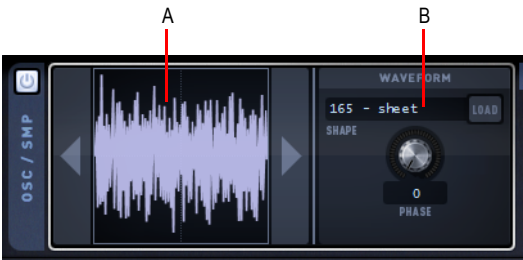 A
B
OSC / SMP
WAVEFORM
165 - sheet
LOAD
SHAPE
0
PHASE